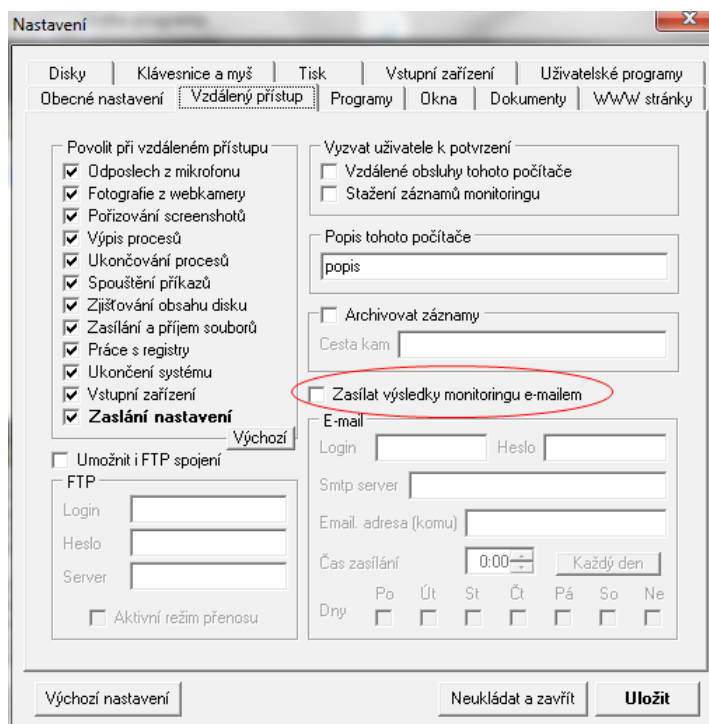 Nastavení
Disky
Klávesnice a myš
Tisk
Vstupní zařízení
Uživatelské programy
Obecné nastavení
Vzdálený přístup
Programy
Okna
Dokumenty
WWW stránky
Povolit při vzdáleném přístupu
Odposlech z mikrofonu
Fotografie z webkamery
Pořizování screenshotů
Výpis procesů
Ukončování procesů
Spouštění příkazů
Zjišťování obsahu disku
Zasílání a příjem souborů
Práce s registry
Ukončení systému
Vstupní zařízení
Zaslání nastavení
Výchozí
Umožnit i FTP spojení
FTP
Login
Heslo
Server
Aktivní režim přenosu
Vyzvat uživatele k potvrzení
Vzdálené obsluhy tohoto počítače
Stažení záznamů monitoringu
Popis tohoto počítače
popis
Archivovat záznamy
Cesta kam
Zasílat výsledky monitoringu e-mailem
E-mail
Login
Heslo
Smtp server
Email. adresa (komu)
Čas zasílání
0:00
Každý den
Po Út St Čt Pá So Ne
Dny
Výchozí nastavení
Neukládat a zavřít
Uložit